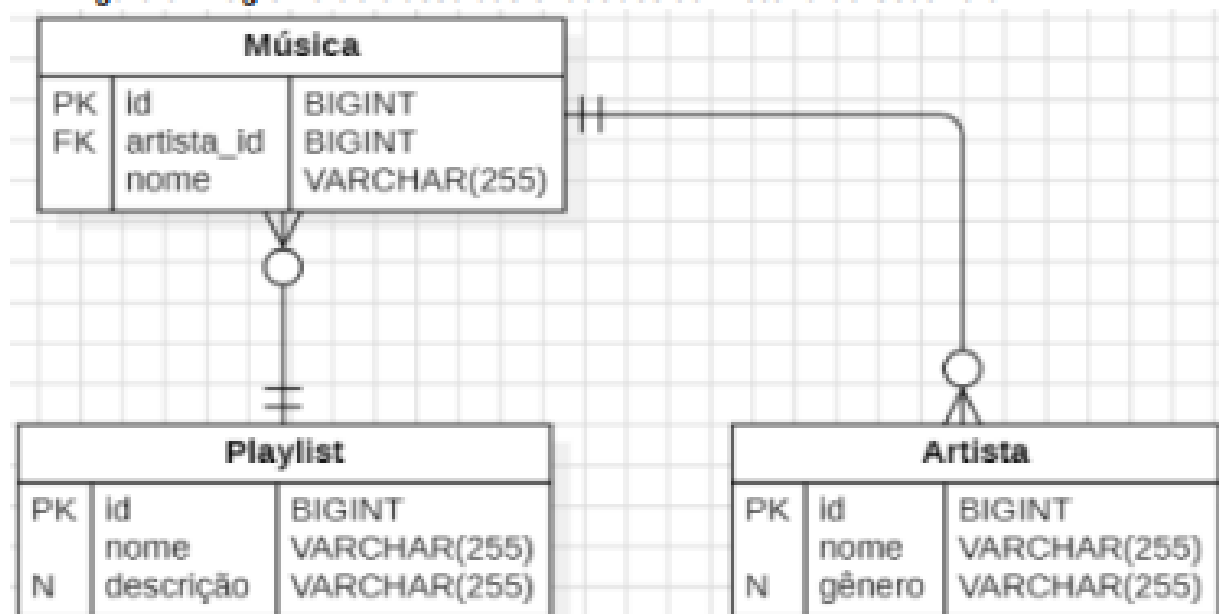 Música
PK id BIGINT
FK artista_id BIGINT
nome VARCHAR(255)
Playlist
PK id BIGINT
nome VARCHAR(255)
N descrição VARCHAR(255)
Artista
PK id BIGINT
nome VARCHAR(255)
N gênero VARCHAR(255)